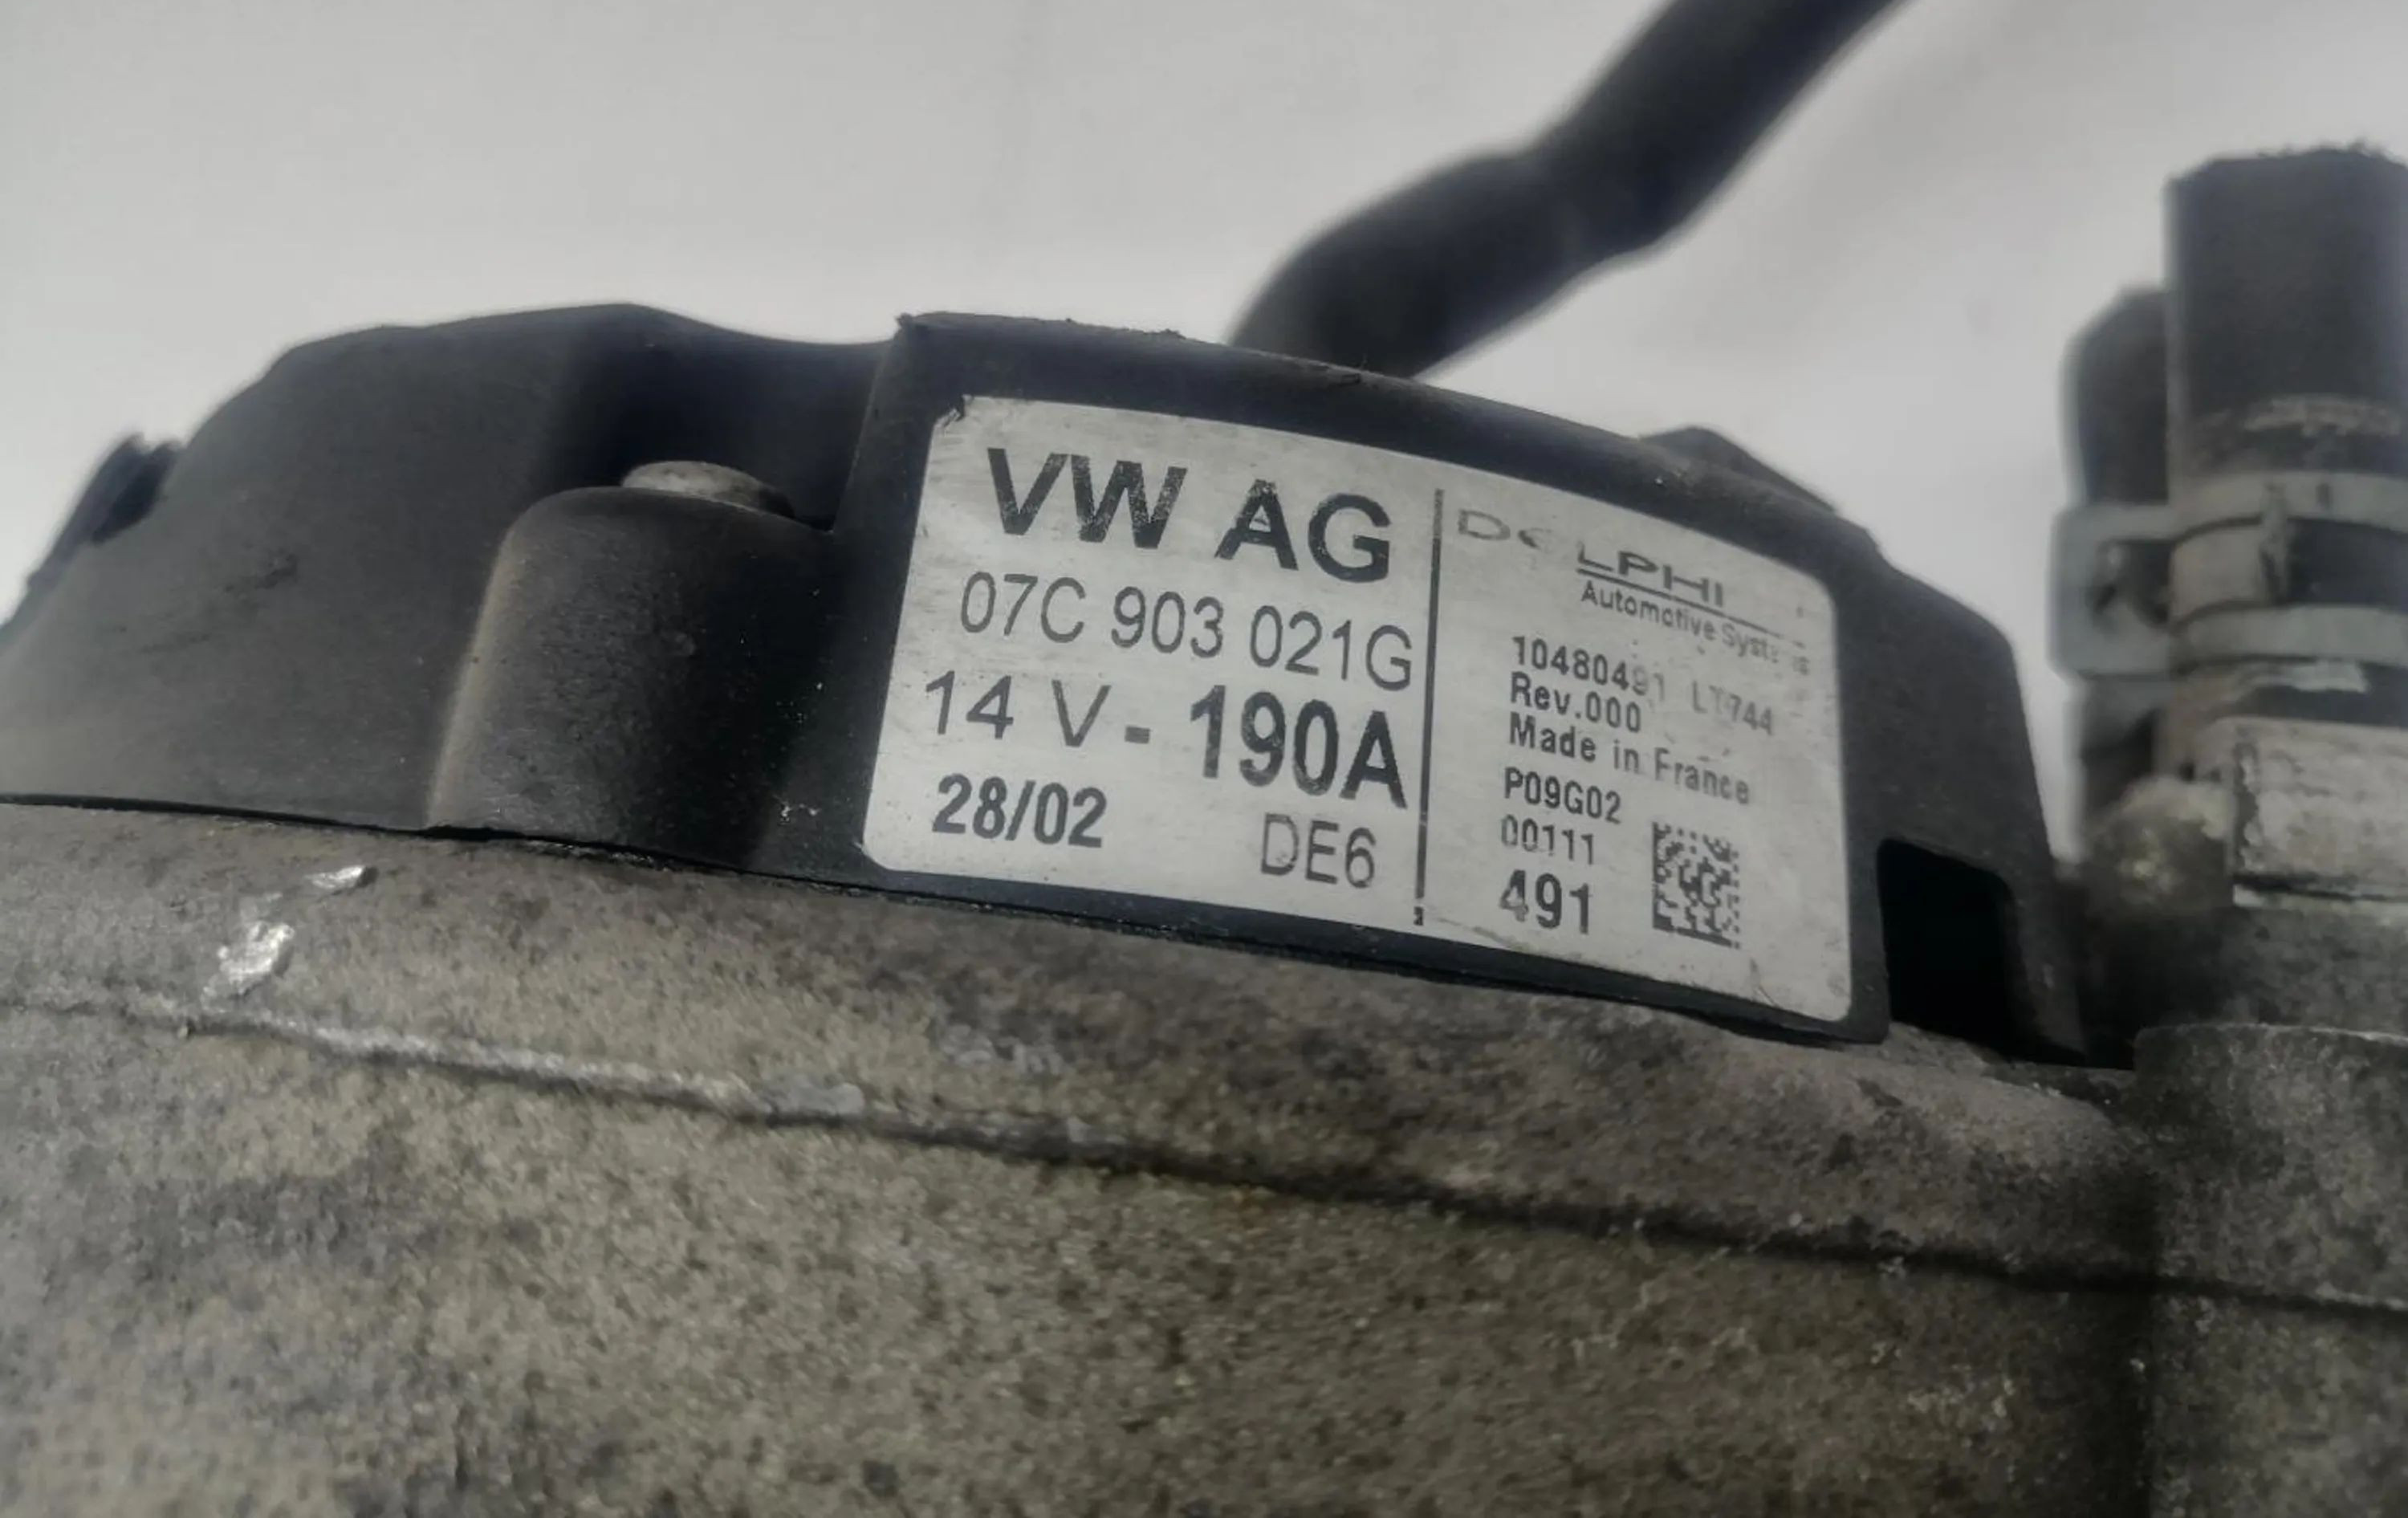 VW AG
07C 903 021G
14 V - 190A
28/02 DE6
DELPHI
Automotive Systems
10480491 LT744
Rev.000
Made in France
P09G02
00111
491